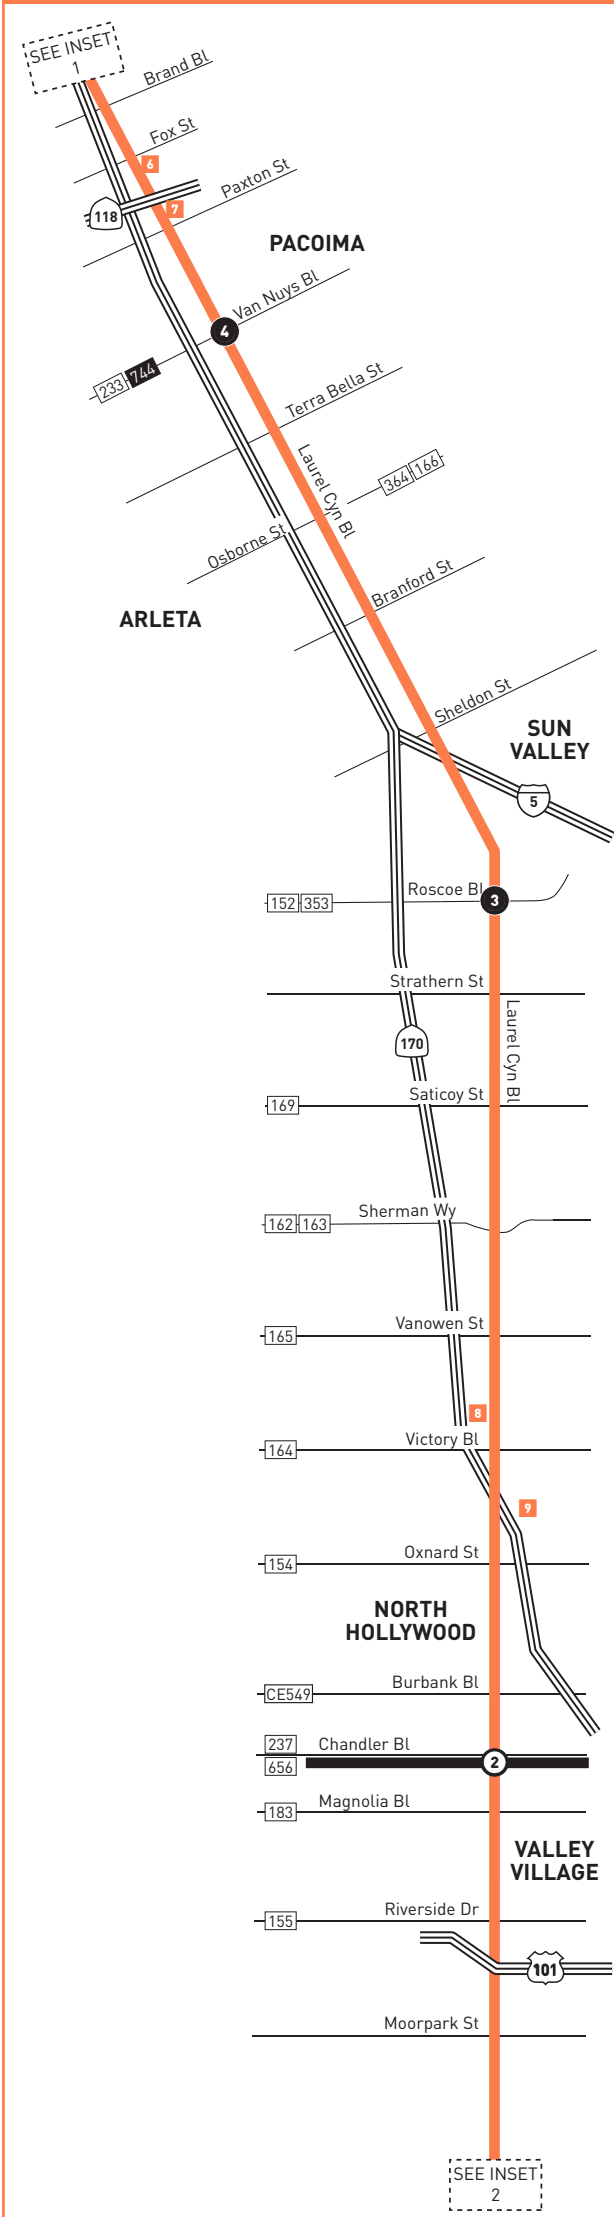 SEE INSET
1
Brand Bl
Fox St
6
Paxton St
118
7
PACOIMA
Van Nuys Bl
4
233
744
Terra Bella St
Laurel Cyn Bl
364
166
Osborne St
Branford St
ARLETA
Sheldon St
SUN
VALLEY
5
Roscoe Bl
3
152
353
Strathern St
Laurel Cyn Bl
170
Saticoy St
169
Sherman Wy
162
163
Vanowen St
165
8
Victory Bl
164
9
Oxnard St
154
NORTH
HOLLYWOOD
Burbank Bl
CE549
237
Chandler Bl
656
2
Magnolia Bl
183
VALLEY
VILLAGE
Riverside Dr
155
101
Moorpark St
SEE INSET
2